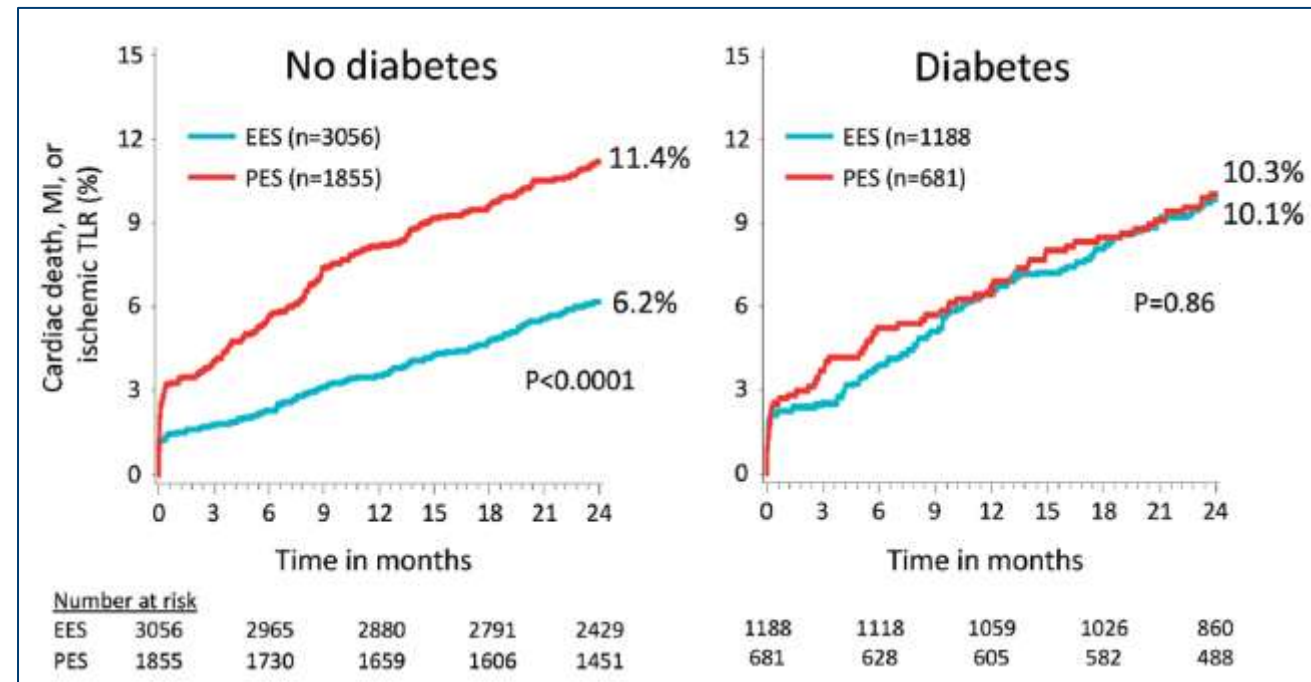 No diabetes
15
12
9
6
3
0
Cardiac death, MI, or
ischemic TLR (%)
EES (n=3056)
PES (n=1855)
11.4%
6.2%
P<0.0001
0 3 6 9 12 15 18 21 24
Time in months
Diabetes
15
12
9
6
3
0
EES (n=1188
PES (n=681)
10.3%
10.1%
P=0.86
0 3 6 9 12 15 18 21 24
Time in months
Number at risk
EES 3056 2965 2880 2791 2429
PES 1855 1730 1659 1606 1451
1188 1118 1059 1026 860
681 628 605 582 488